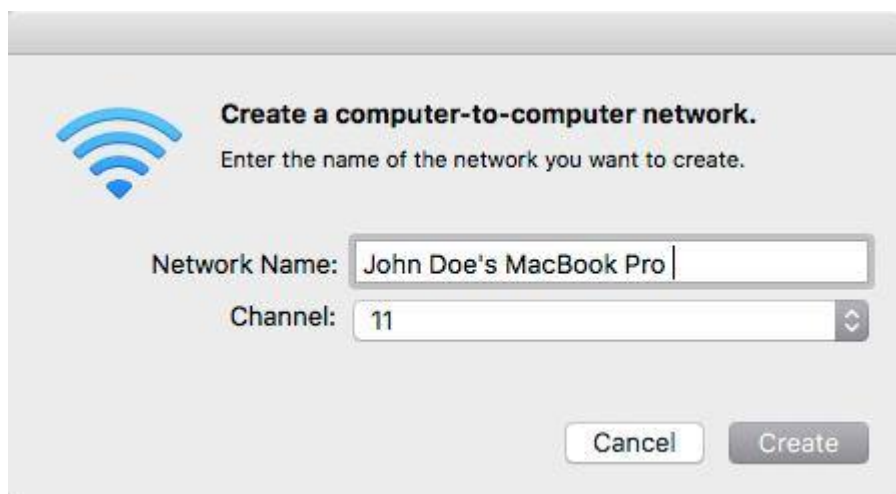 Create a computer-to-computer network.
Enter the name of the network you want to create.
Network Name: John Doe's MacBook Pro
Channel: 11
Cancel Create